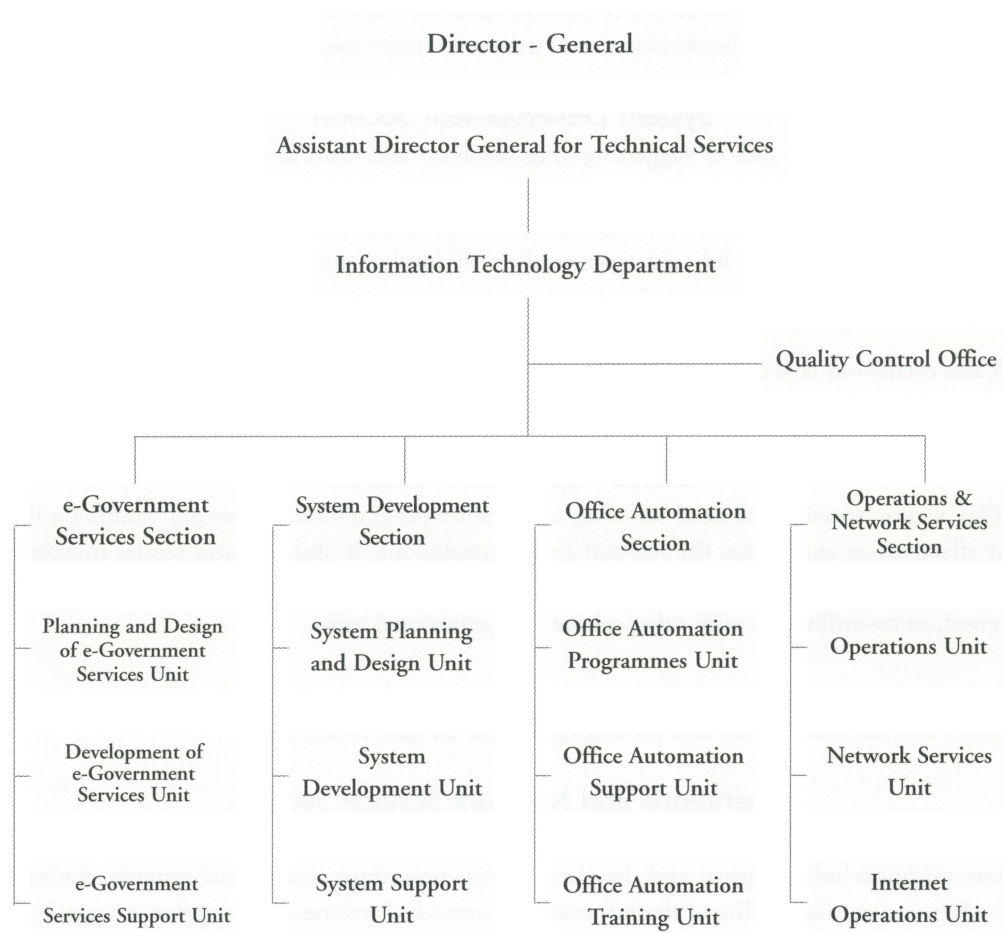 Director - General
Assistant Director General for Technical Services
Information Technology Department
Quality Control Office
e-Government
Services Section
Planning and Design
of e-Government
Services Unit
Development of
e-Government
Services Unit
e-Government
Services Support Unit
System Development
Section
System Planning
and Design Unit
System
Development Unit
System Support
Unit
Office Automation
Section
Office Automation
Programmes Unit
Office Automation
Support Unit
Office Automation
Training Unit
Operations &
Network Services
Section
Operations Unit
Network Services
Unit
Internet
Operations Unit